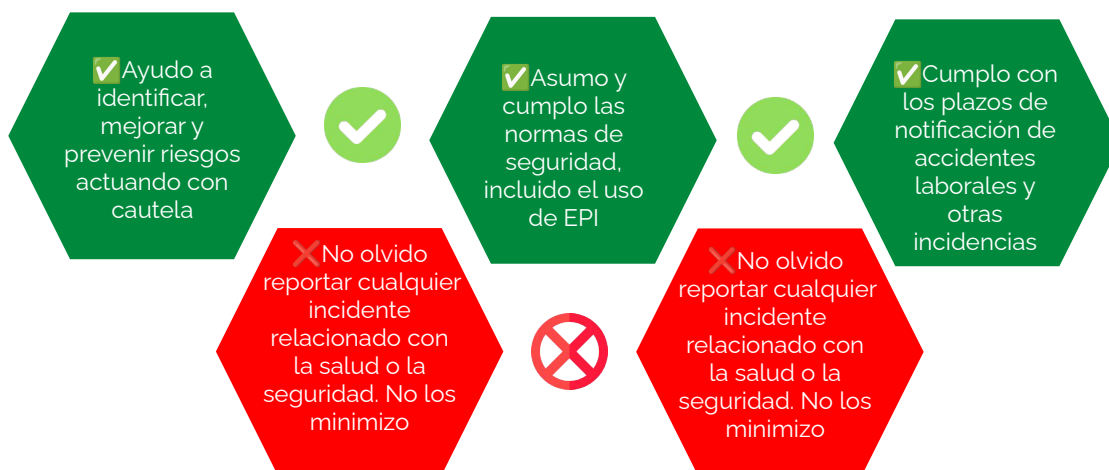 ✅Ayudo a
identificar,
mejorar y
prevenir riesgos
actuando con
cautela
✅Asumo y
cumplo las
normas de
seguridad,
incluido el uso
de EPI
✅Cumplo con
los plazos de
notificación de
accidentes
laborales y
otras
incidencias
❌No olvido
reportar cualquier
incidente
relacionado con
la salud o la
seguridad. No los
minimizo
❌No olvido
reportar cualquier
incidente
relacionado con
la salud o la
seguridad. No los
minimizo